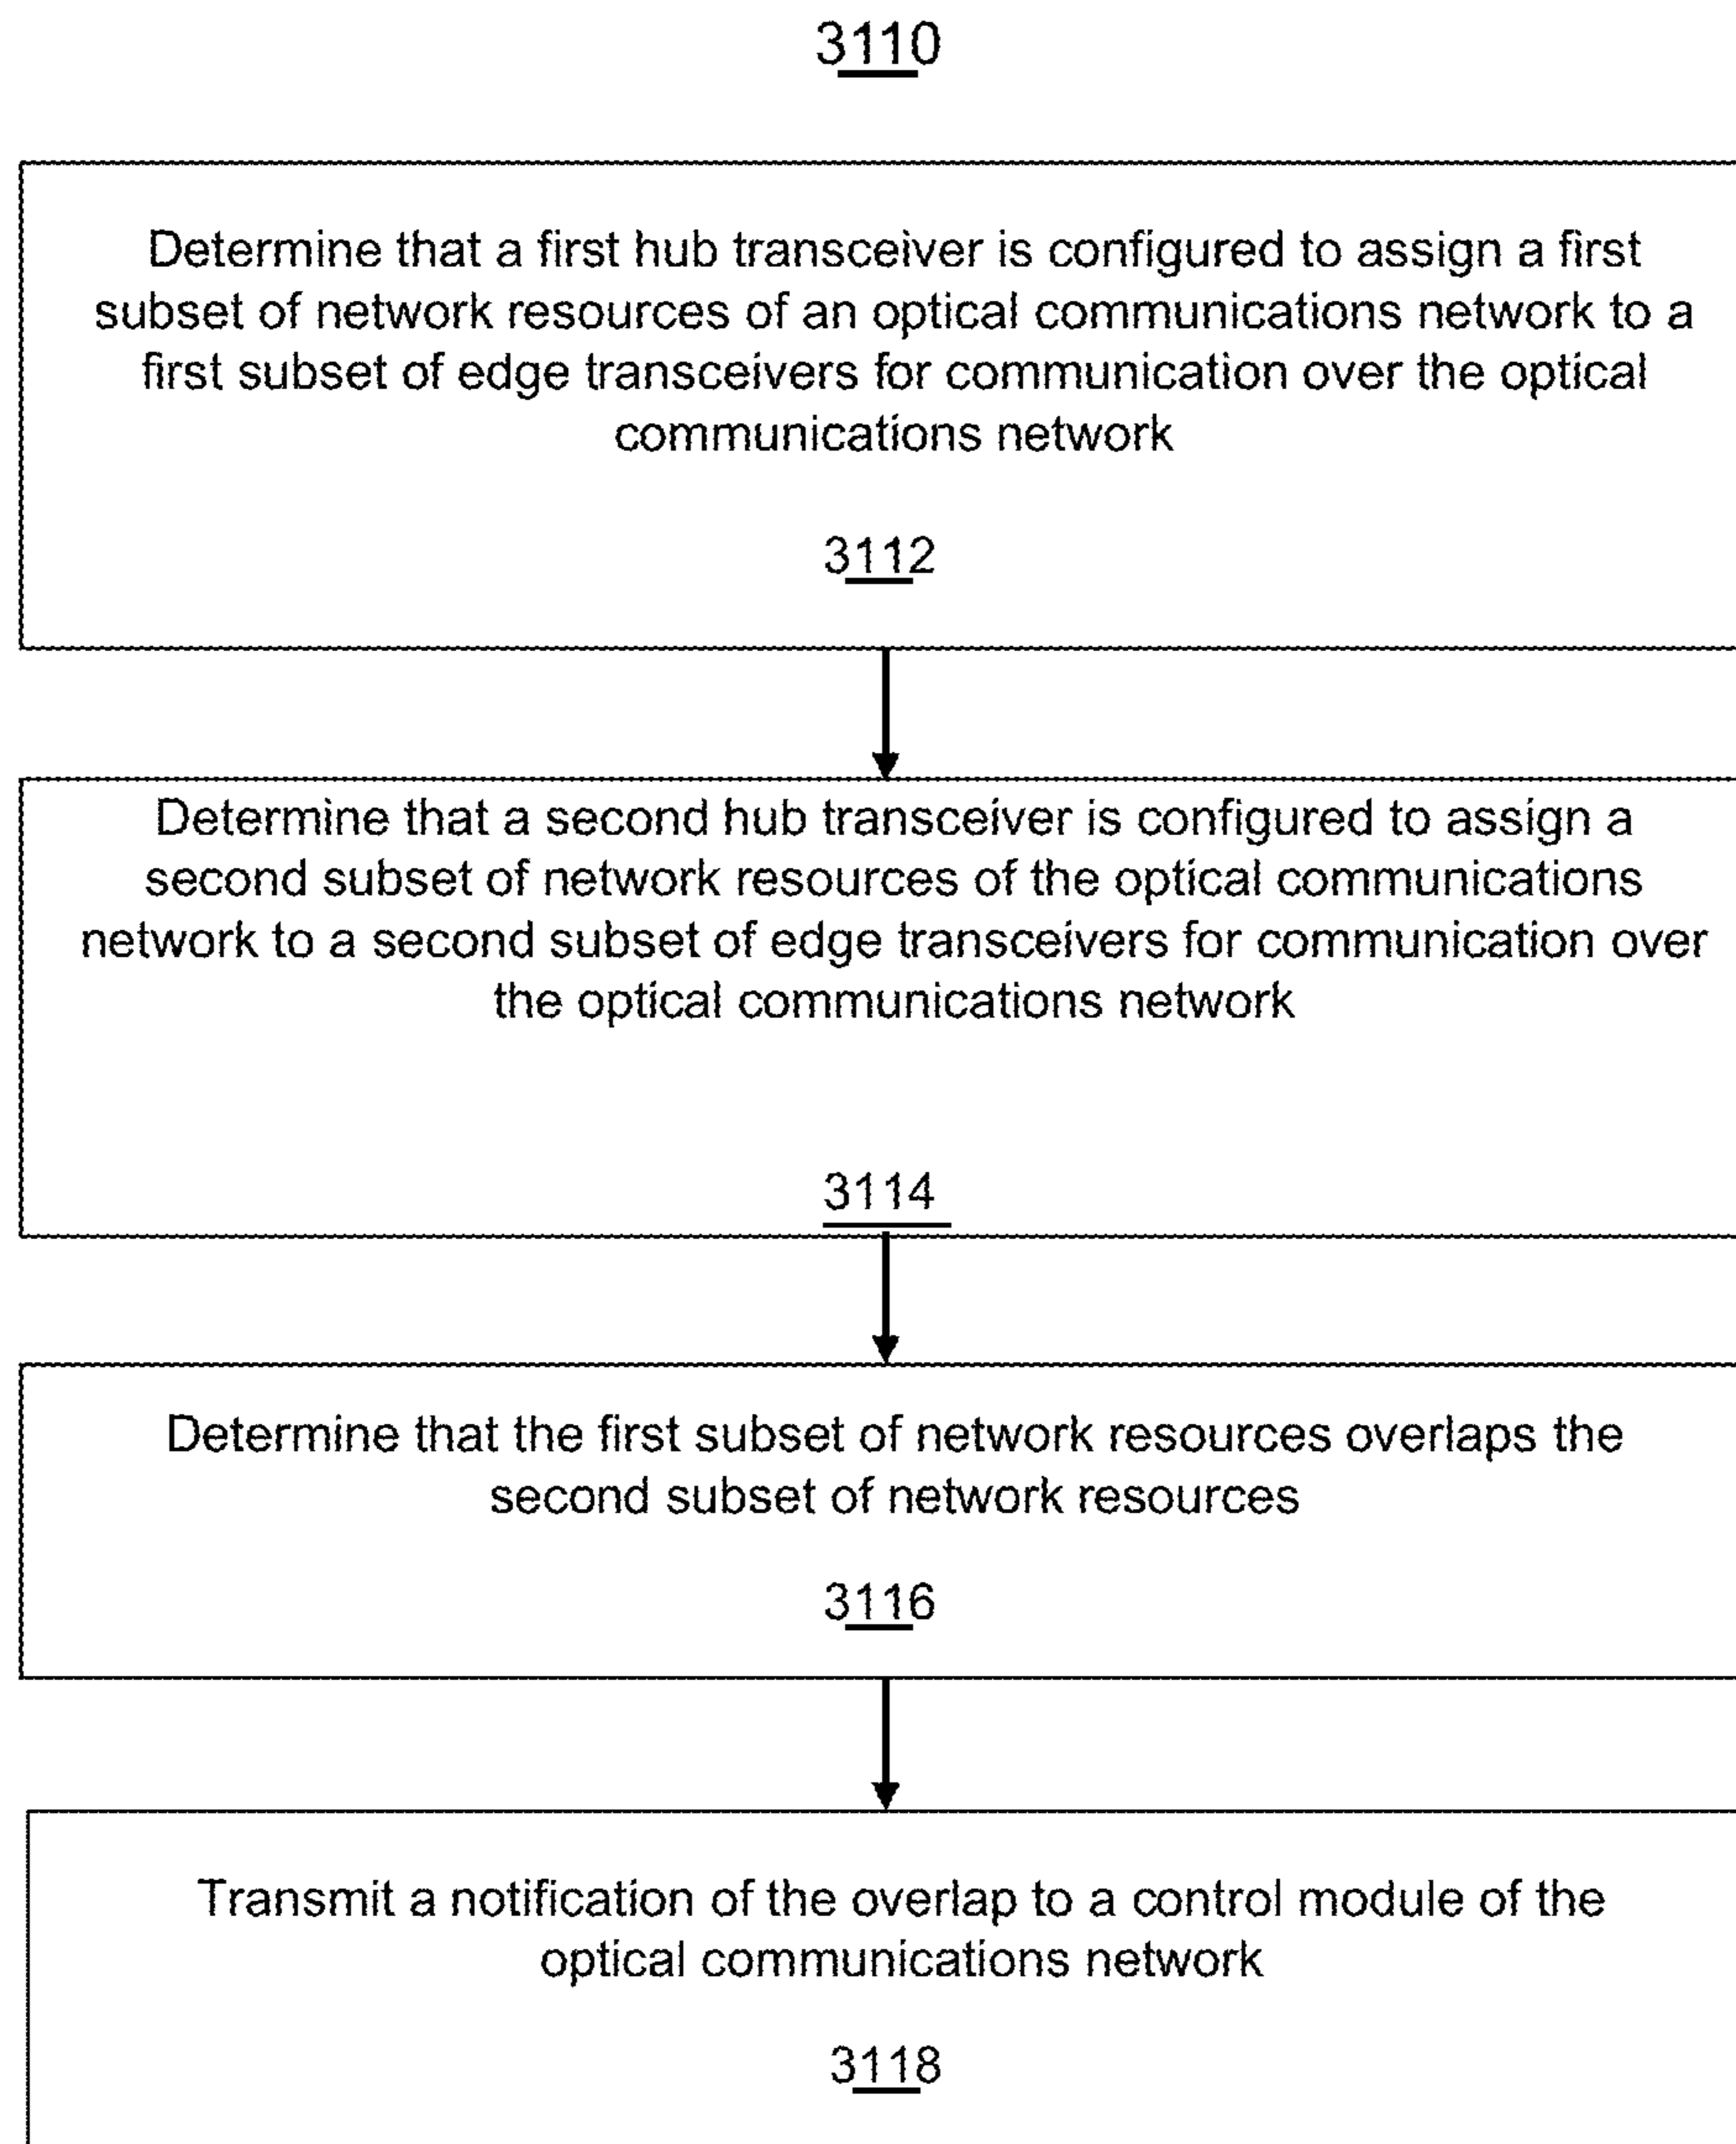 3110
Determine that a first hub transceiver is configured to assign a first
subset of network resources of an optical communications network to a
first subset of edge transceivers for communication over the optical
communications network
3112
Determine that a second hub transceiver is configured to assign a
second subset of network resources of the optical communications
network to a second subset of edge transceivers for communication over
the optical communications network
3114
Determine that the first subset of network resources overlaps the
second subset of network resources
3116
Transmit a notification of the overlap to a control module of the
optical communications network
3118